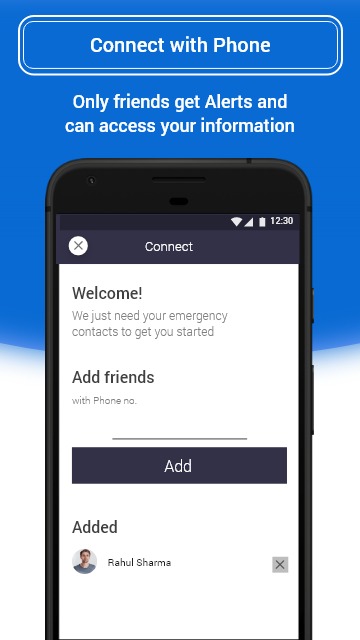 Connect with Phone
Only friends get Alerts and
can access your information
12:30
Connect
Welcome!
We just need your emergency
contacts to get you started
Add friends
with Phone no.
Add
Added
Rahul Sharma